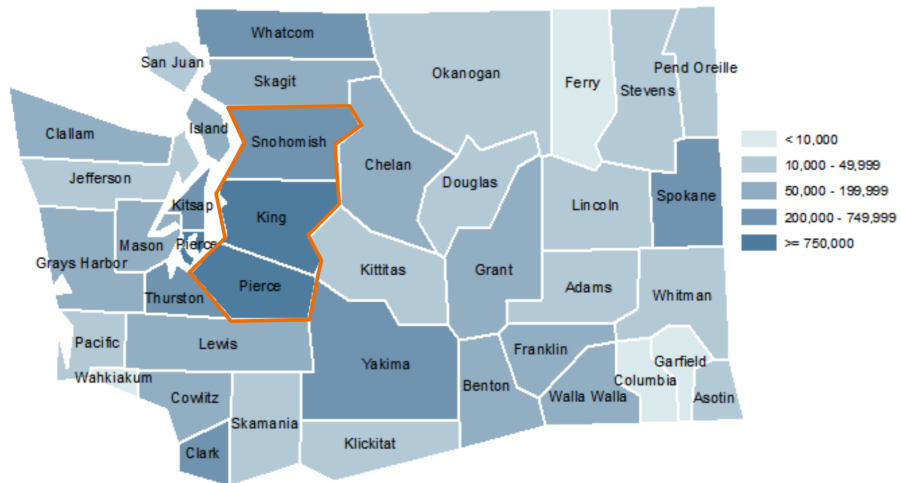 Whatcom
San Juan
Skagit
Okanogan
Ferry
Pend Oreille
Stevens
Island
Clallam
Snohomish
Chelan
Jefferson
Douglas
Kitsap
King
Lincoln
Spokane
Mason
Pierce
Grays Harbor
Kittitas
Grant
Thurston
Pierce
Adams
Whitman
Pacific
Lewis
Yakima
Franklin
Garfield
Wahkiakum
Columbia
Benton
Cowlitz
Walla Walla
Asotin
Skamania
Klickitat
Clark
< 10,000
10,000 - 49,999
50,000 - 199,999
200,000 - 749,999
>= 750,000